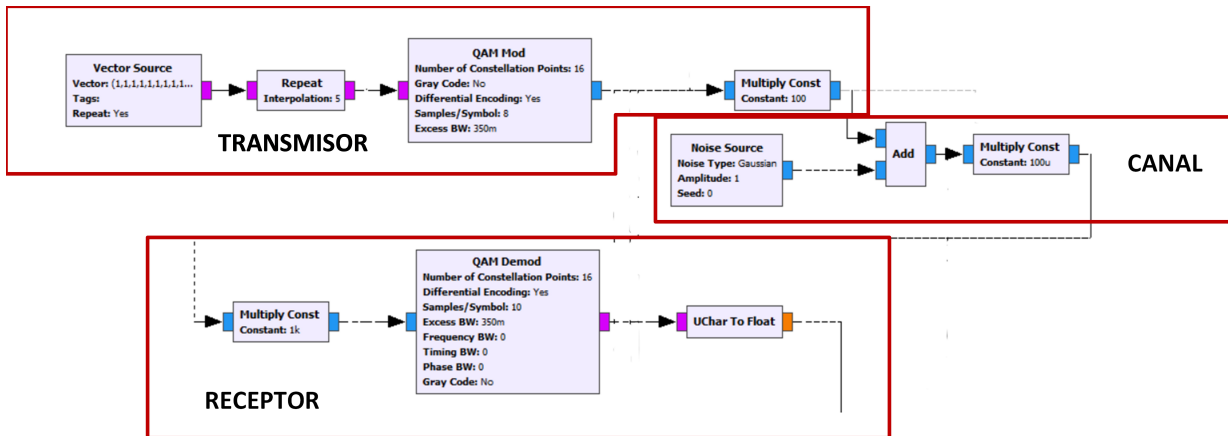 Vector Source
Vector: (1,1,1,1,1,1,1,1,1...
Tags:
Repeat: Yes
Repeat
Interpolation: 5
QAM Mod
Number of Constellation Points: 16
Gray Code: No
Differential Encoding: Yes
Samples/Symbol: 8
Excess BW: 350m
Multiply Const
Constant: 100
TRANSMISOR
Noise Source
Noise Type: Gaussian
Amplitude: 1
Seed: 0
Add
Multiply Const
Constant: 100u
CANAL
Multiply Const
Constant: 1k
QAM Demod
Number of Constellation Points: 16
Differential Encoding: Yes
Samples/Symbol: 10
Excess BW: 350m
Frequency BW: 0
Timing BW: 0
Phase BW: 0
Gray Code: No
UChar To Float
RECEPTOR